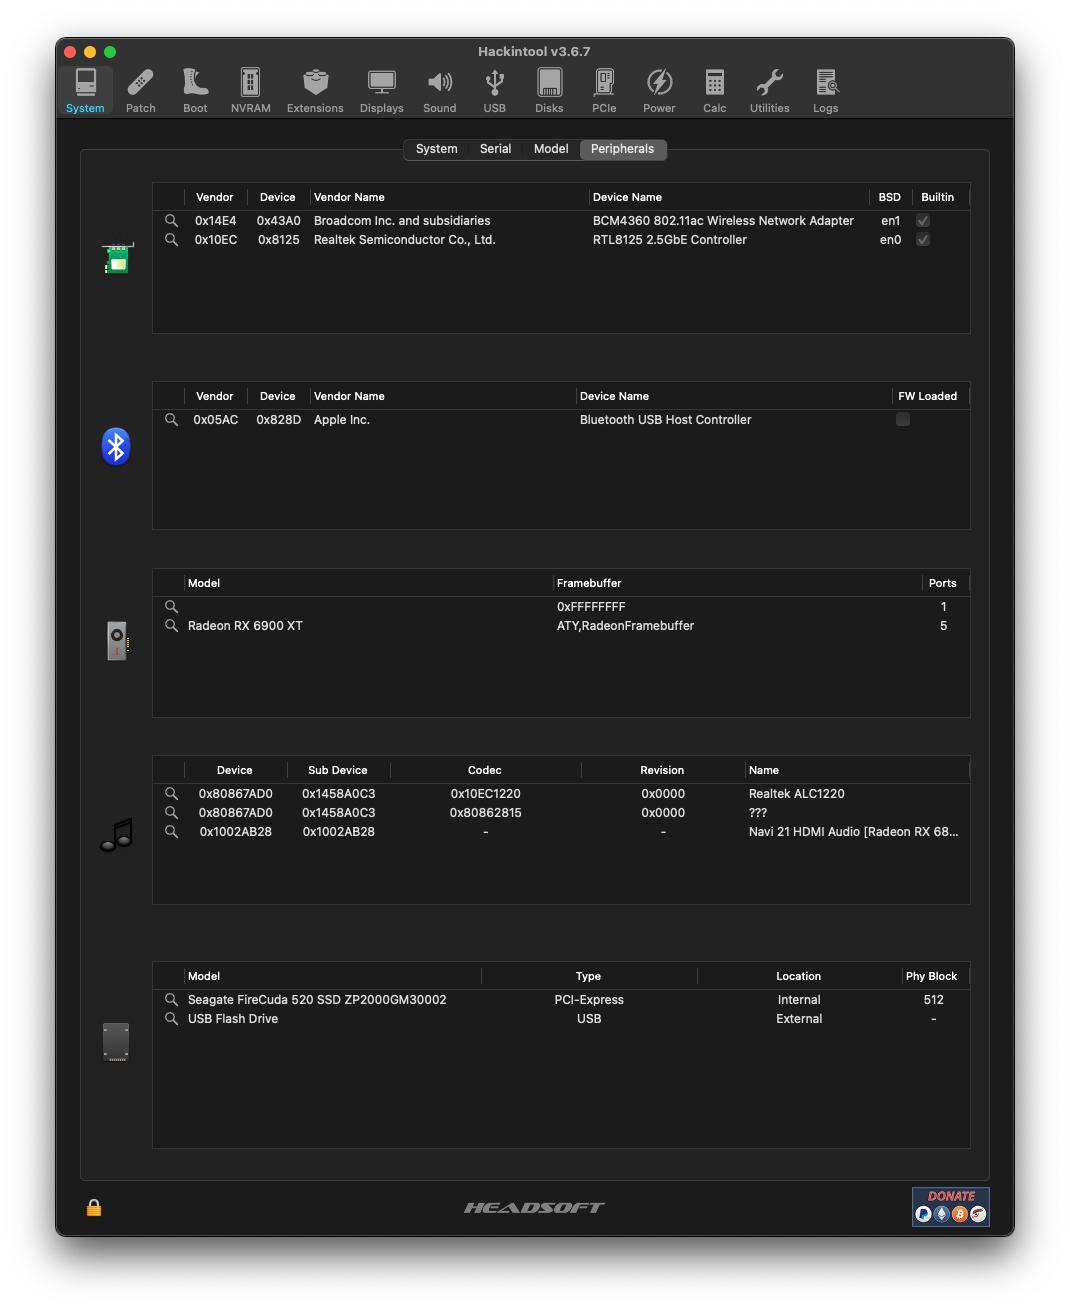 Hackintool v3.6.7
System Patch Boot NVRAM Extensions Displays Sound USB Disks PCIe Power Calc Utilities Logs
System Serial Model Peripherals
Vendor Device Vendor Name Device Name BSD Builtin
0x14E4 0x43A0 Broadcom Inc. and subsidiaries BCM4360 802.11ac Wireless Network Adapter en1
0x10EC 0x8125 Realtek Semiconductor Co., Ltd. RTL8125 2.5GbE Controller en0
Vendor Device Vendor Name Device Name FW Loaded
0x05AC 0x828D Apple Inc. Bluetooth USB Host Controller
Model Framebuffer Ports
0xFFFFFFFF 1
Radeon RX 6900 XT ATY,RadeonFramebuffer 5
Device Sub Device Codec Revision Name
0x80867AD0 0x1458A0C3 0x10EC1220 0x0000 Realtek ALC1220
0x80867AD0 0x1458A0C3 0x80862815 0x0000 ???
0x1002AB28 0x1002AB28 - - Navi 21 HDMI Audio [Radeon RX 68...
Model Type Location Phy Block
Seagate FireCuda 520 SSD ZP2000GM30002 PCI-Express Internal 512
USB Flash Drive USB External -
HEADSOFT
DONATE